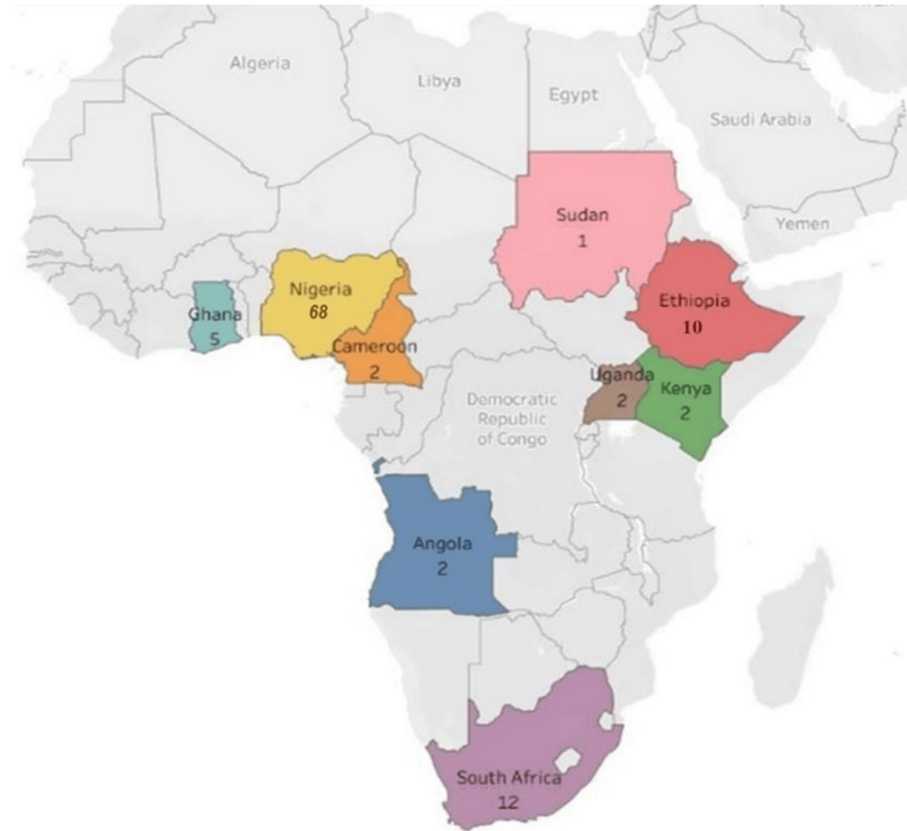 Algeria
Libya
Egypt
Saudi Arabia
Yemen
Sudan
1
Nigeria
68
Ethiopia
10
Ghana
5
Cameroon
2
Uganda
2
Kenya
2
Democratic
Republic
of Congo
Angola
2
South Africa
12